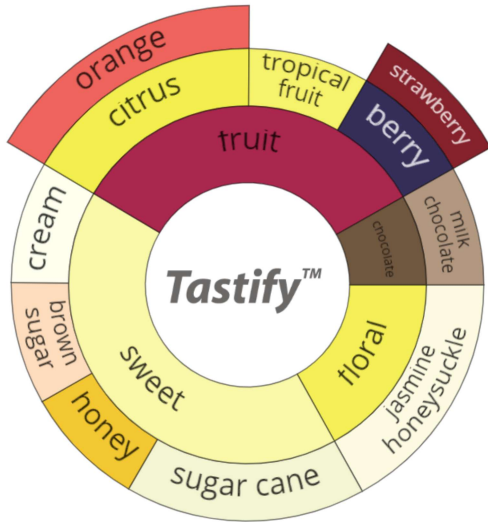 orange
citrus
tropical
fruit
strawberry
berry
fruit
cream
milk
chocolate
chocolate
Tastify™
brown
sugar
sweet
floral
jasmine
honeysuckle
honey
sugar cane